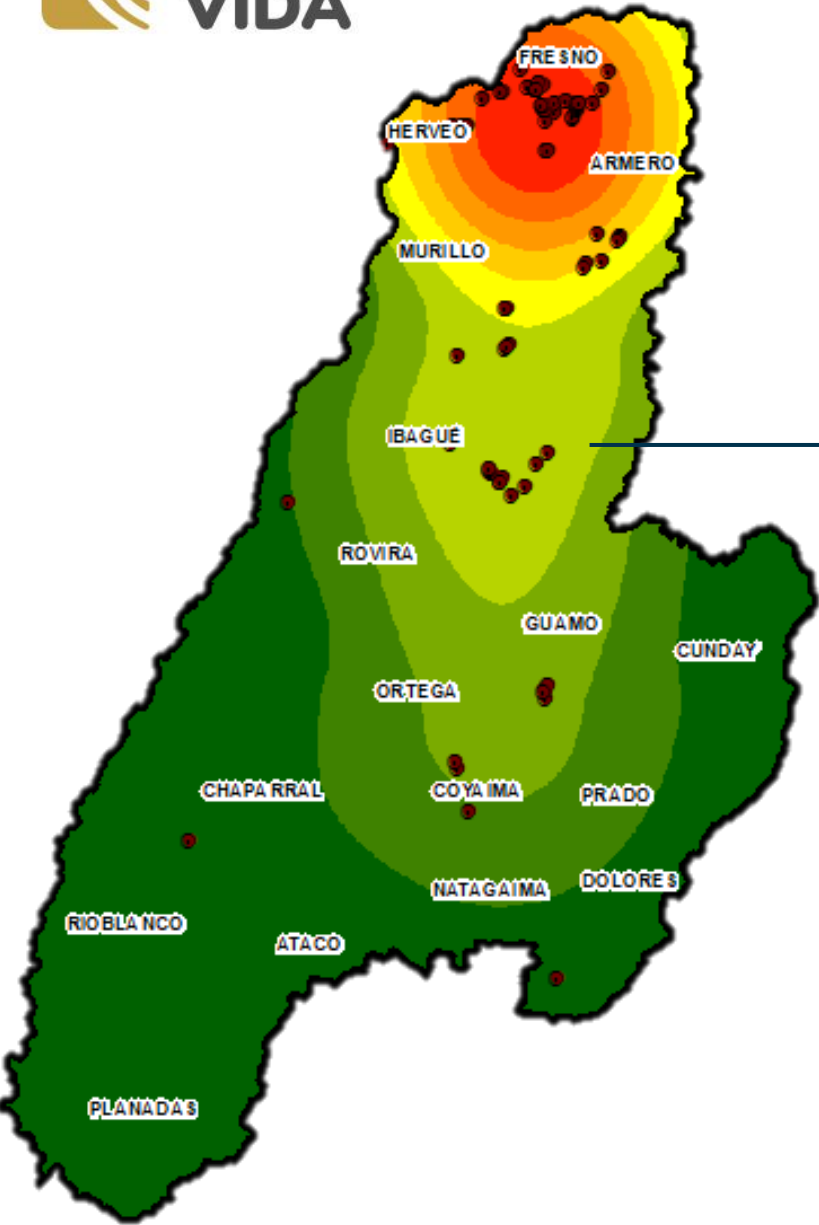 VIDA
FRESNO
HERVEO
ARMERO
MURILLO
IBAGUÉ
ROVIRA
GUAMO
CUNDAY
ORTEGA
CHAPARRAL
COYAIMA
PRADO
NATAGAIMA
DOLORES
RIOBLANCO
ATACO
PLANADAS